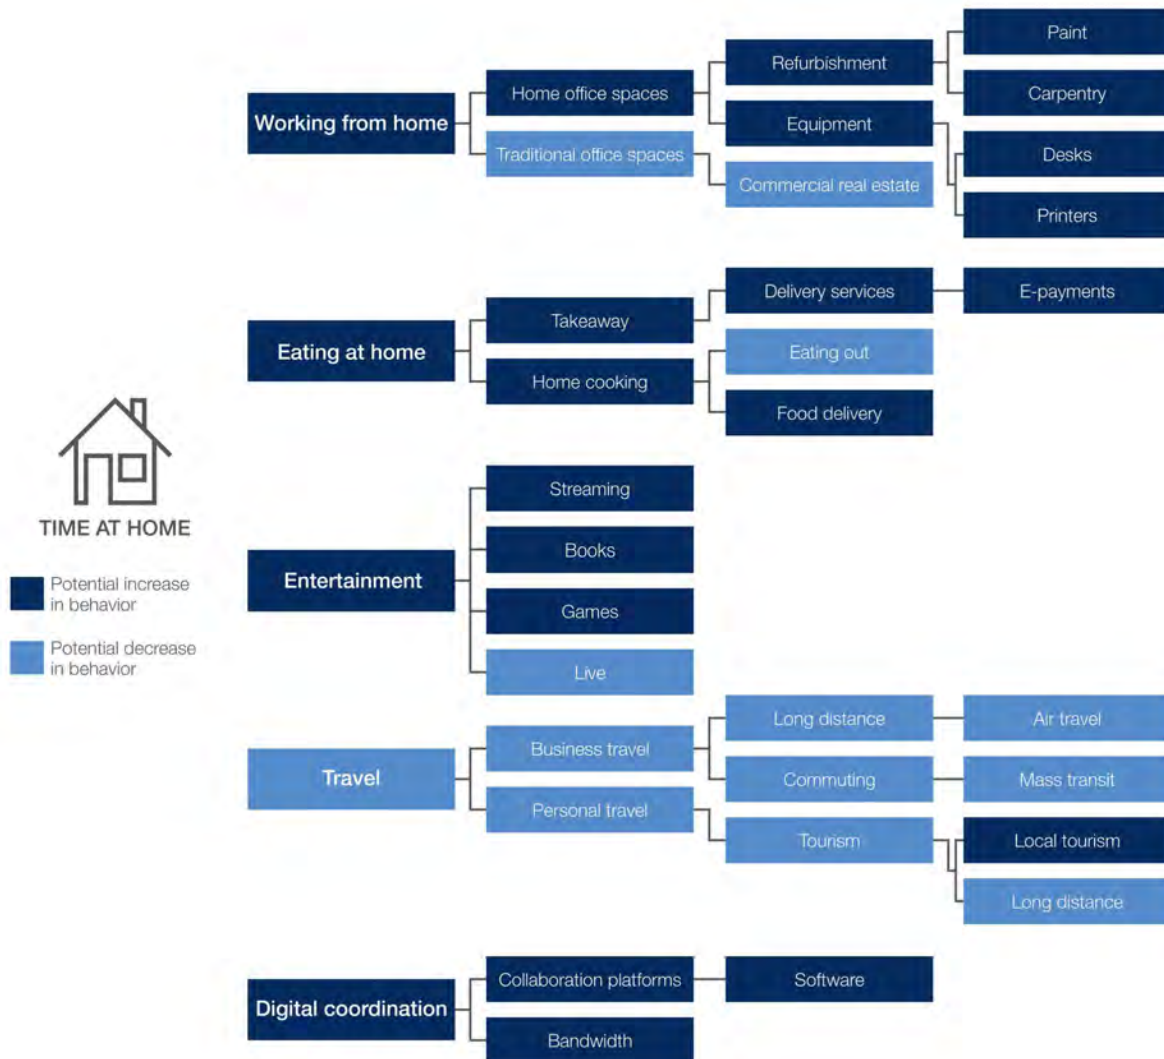 Paint
Refurbishment
Home office spaces
Carpentry
Working from home
Equipment
Traditional office spaces
Desks
Commercial real estate
Printers
Delivery services
E-payments
Takeaway
Eating at home
Eating out
Home cooking
Food delivery
TIME AT HOME
Potential increase
in behavior
Potential decrease
in behavior
Streaming
Books
Entertainment
Games
Live
Long distance
Air travel
Business travel
Travel
Commuting
Mass transit
Personal travel
Tourism
Local tourism
Long distance
Collaboration platforms
Software
Digital coordination
Bandwidth